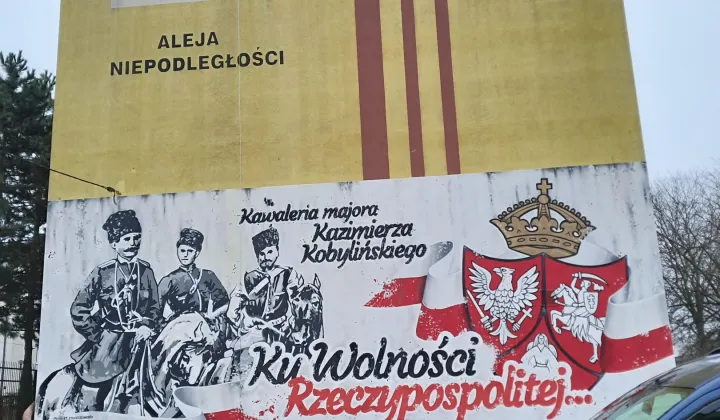 ALEJA
NIEPODLEGŁOŚCI
Kawaleria majora
Kazimierza
Kobylińskiego
Ku Wolności
Rzeczypospolitej...